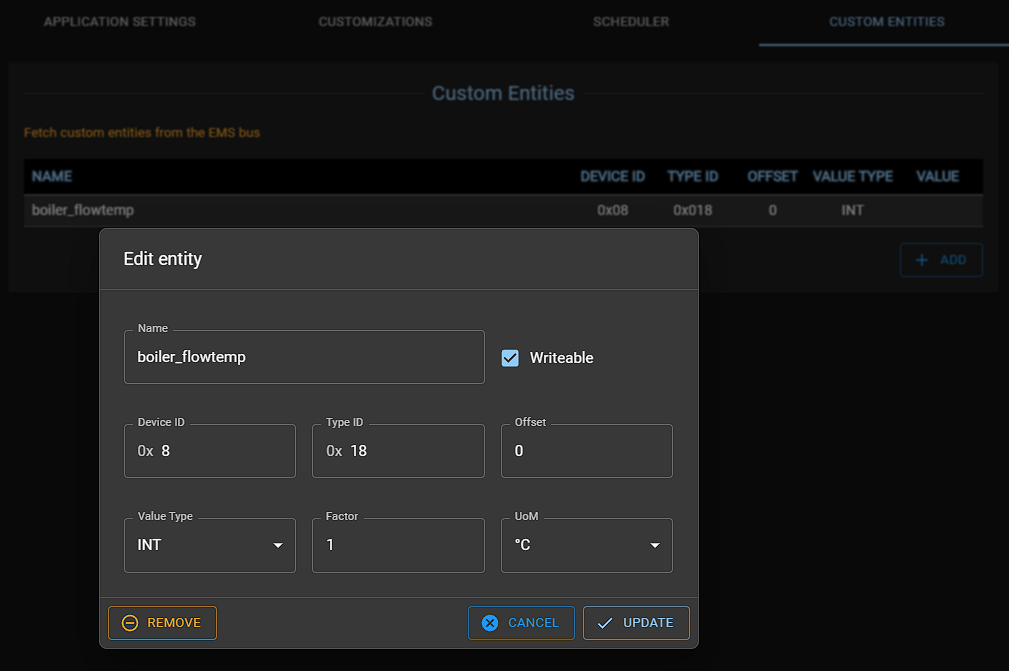 APPLICATION SETTINGS CUSTOMIZATIONS SCHEDULER CUSTOM ENTITIES
Custom Entities
Fetch custom entities from the EMS bus
NAME DEVICE ID TYPE ID OFFSET VALUE TYPE VALUE
boiler_flowtemp 0x08 0x018 0 INT
ADD
Edit entity
Name
boiler_flowtemp Writeable
Device ID Type ID Offset
0x 8 0x 18 0
Value Type Factor UoM
INT 1 °C
REMOVE CANCEL UPDATE